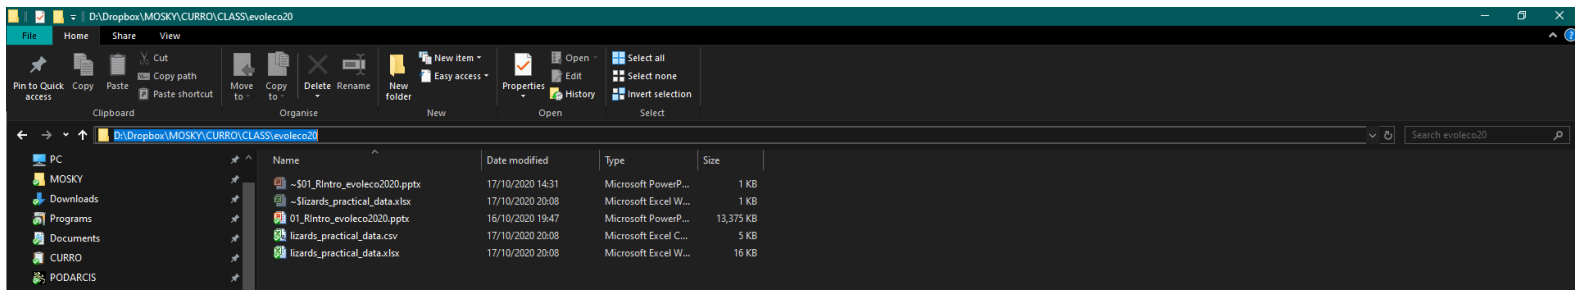 D:\Dropbox\MOSKY\CURRO\CLASS\evoleco20
File Home Share View
Pin to Quick access
Copy
Paste
Cut
Copy path
Paste shortcut
Clipboard
Move to
Copy to
Delete
Rename
Organise
New folder
New item
Easy access
New
Properties
Open
Edit
History
Open
Select all
Select none
Invert selection
Select
D:\Dropbox\MOSKY\CURRO\CLASS\evoleco20
Search evoleco20
PC
MOSKY
Downloads
Programs
Documents
CURRO
PODARCIS
Name Date modified Type Size
~$01_RIntro_evoleco2020.pptx 17/10/2020 14:31 Microsoft PowerP... 1 KB
~$lizards_practical_data.xlsx 17/10/2020 20:08 Microsoft Excel W... 1 KB
01_RIntro_evoleco2020.pptx 16/10/2020 19:47 Microsoft PowerP... 13,375 KB
lizards_practical_data.csv 17/10/2020 20:08 Microsoft Excel C... 5 KB
lizards_practical_data.xlsx 17/10/2020 20:08 Microsoft Excel W... 16 KB